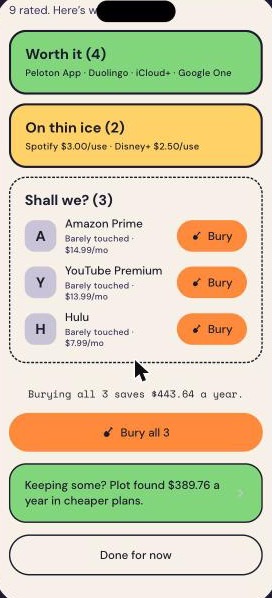 9 rated. Here's w
Worth it (4)
Peloton App · Duolingo · iCloud+ · Google One
On thin ice (2)
Spotify $3.00/use · Disney+ $2.50/use
Shall we? (3)
A
Amazon Prime
Barely touched ·
$14.99/mo
Bury
Y
YouTube Premium
Barely touched ·
$13.99/mo
Bury
H
Hulu
Barely touched ·
$7.99/mo
Bury
Burying all 3 saves $443.64 a year.
Bury all 3
Keeping some? Plot found $389.76 a
year in cheaper plans.
Done for now